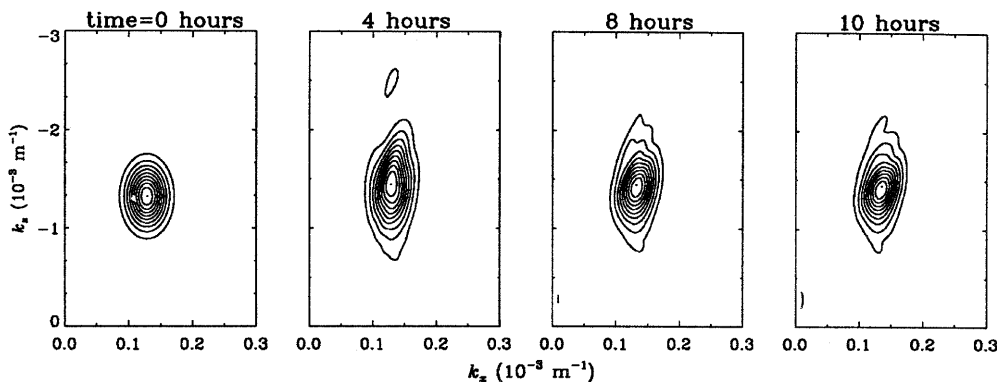 time=0 hours 4 hours 8 hours 10 hours
-3
-2
-1
0
k_z (10^-3 m^-1)
0.0 0.1 0.2 0.3 0.0 0.1 0.2 0.3 0.0 0.1 0.2 0.3 0.0 0.1 0.2 0.3
k_x (10^-3 m^-1)